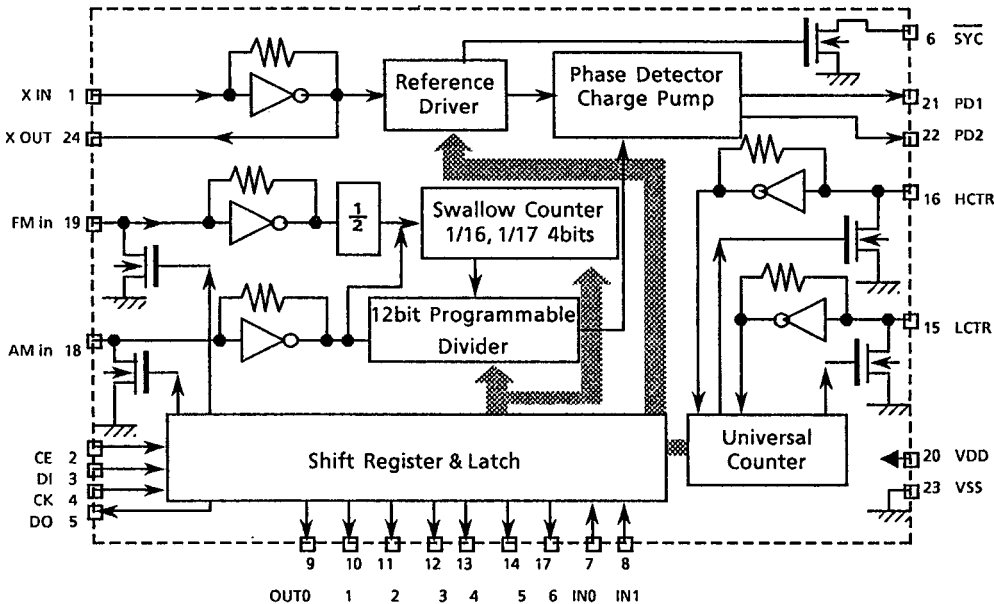 6 SYC
X IN 1
X OUT 24
Reference
Driver
Phase Detector
Charge Pump
21 PD1
22 PD2
FM in 19
1/2
Swallow Counter
1/16, 1/17 4bits
16 HCTR
AM in 18
12bit Programmable
Divider
15 LCTR
CE 2
DI 3
CK 4
DO 5
Shift Register & Latch
Universal
Counter
20 VDD
23 VSS
9 10 11 12 13 14 17 7 8
OUT0 1 2 3 4 5 6 IN0 IN1